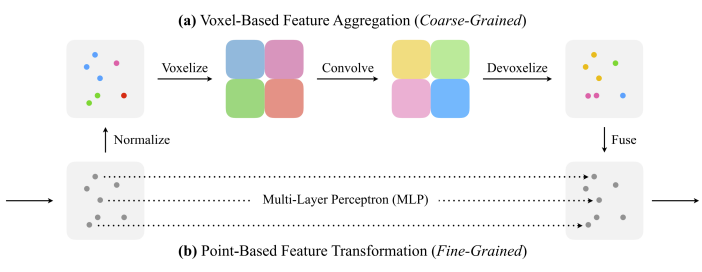 (a) Voxel-Based Feature Aggregation (Coarse-Grained)
Voxelize
Convolve
Devoxelize
Normalize
Fuse
Multi-Layer Perceptron (MLP)
(b) Point-Based Feature Transformation (Fine-Grained)